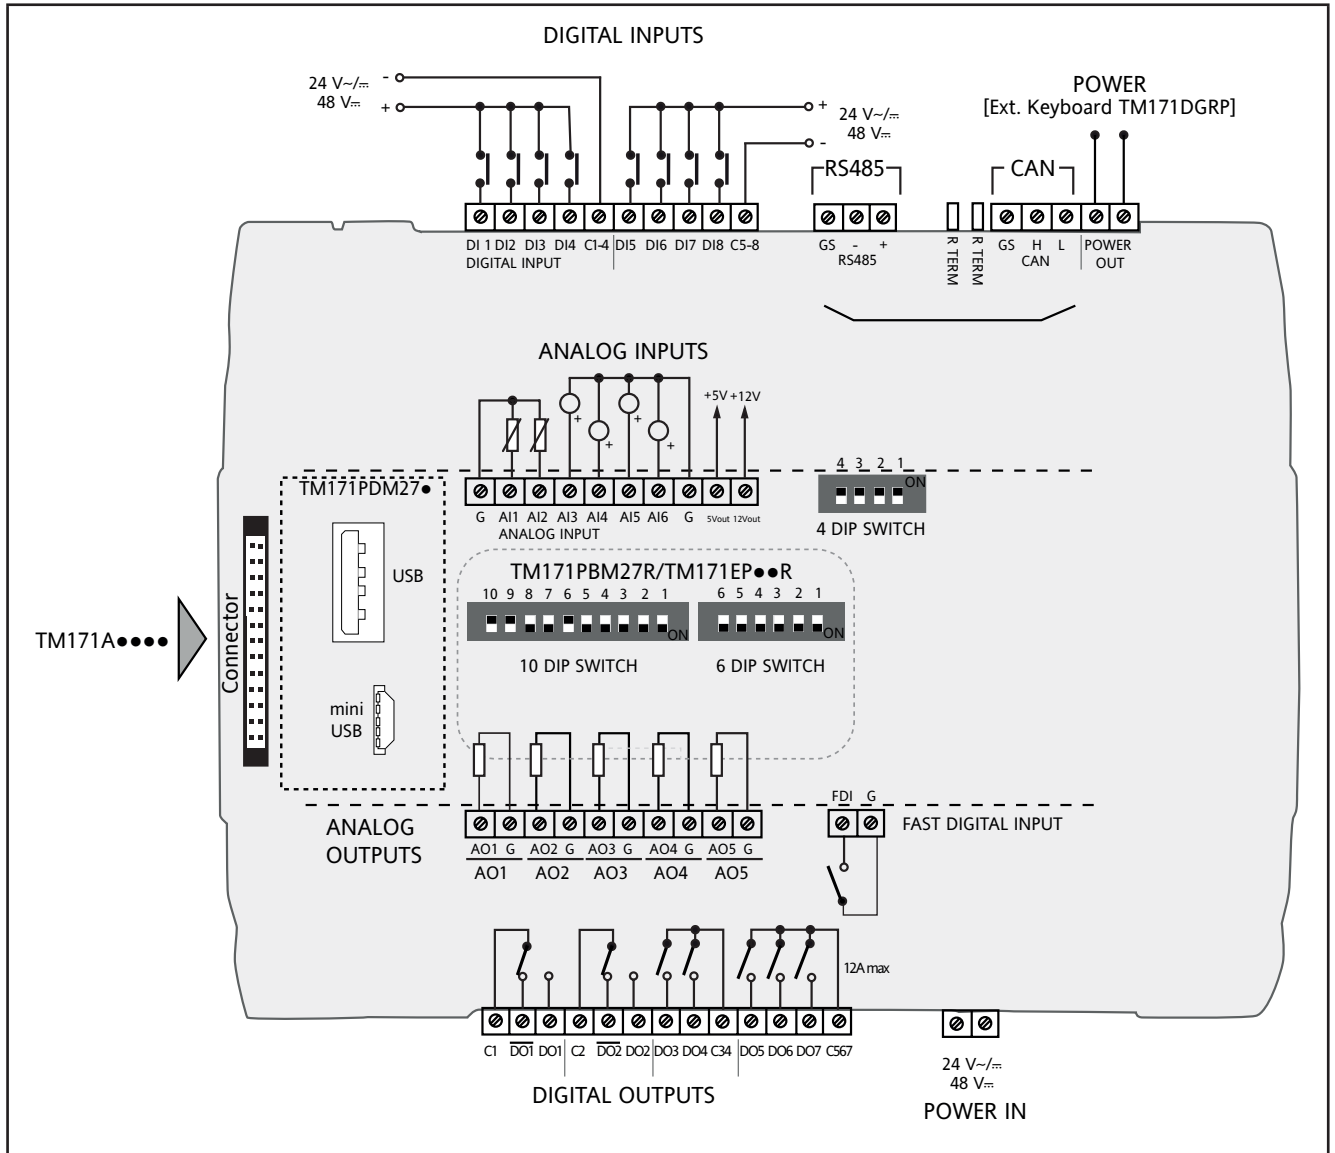 DIGITAL INPUTS
24 V~/⎓ -
48 V⎓ +
+ 24 V~/⎓
48 V⎓
-
POWER
[Ext. Keyboard TM171DGRP]
RS485
CAN
DI 1 DI2 DI3 DI4 C1-4 DI5 DI6 DI7 DI8 C5-8
DIGITAL INPUT
GS - +
RS485
R TERM
R TERM
GS H L
CAN
POWER
OUT
ANALOG INPUTS
+5V +12V
+ + + +
TM171PDM27●
G AI1 AI2 AI3 AI4 AI5 AI6 G 5Vout 12Vout
ANALOG INPUT
4 3 2 1
ON
4 DIP SWITCH
USB
mini
USB
TM171PBM27R/TM171EP●●R
10 9 8 7 6 5 4 3 2 1
ON
10 DIP SWITCH
6 5 4 3 2 1
ON
6 DIP SWITCH
TM171A●●●●
Connector
ANALOG
OUTPUTS
AO1 G AO2 G AO3 G AO4 G AO5 G
AO1 AO2 AO3 AO4 AO5
FDI G
FAST DIGITAL INPUT
12A max
C1 DO1 DO1 C2 DO2 DO2 DO3 DO4 C34 DO5 DO6 DO7 C567
DIGITAL OUTPUTS
24 V~/⎓
48 V⎓
POWER IN